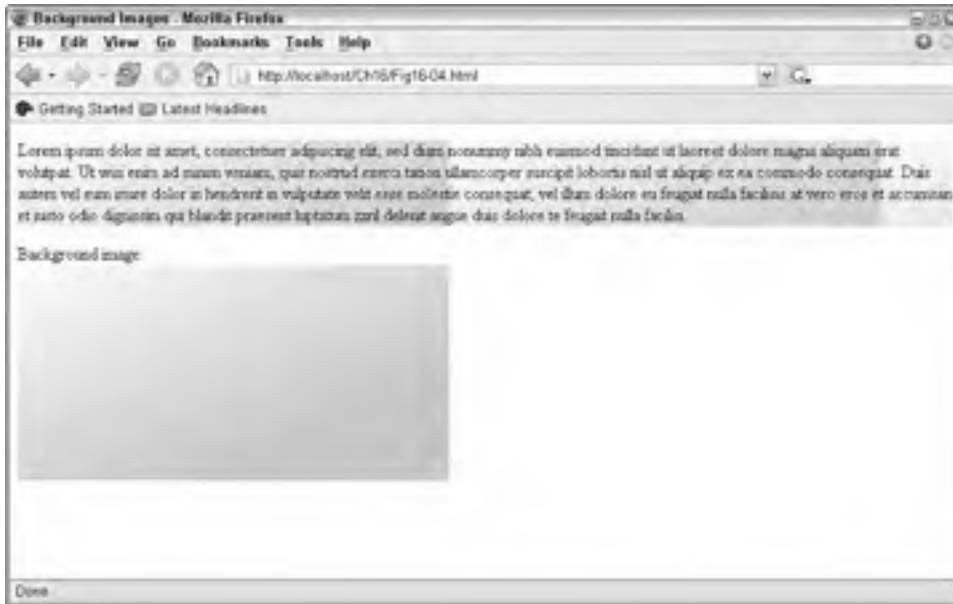 Background Images - Mozilla Firefox
File Edit View Go Bookmarks Tools Help
http://localhost/Ch16/Fig16-04.html
G
Getting Started Latest Headlines
Lorem ipsum dolor sit amet, consectetuer adipiscing elit, sed diam nonummy nibh euismod tincidunt ut laoreet dolore magna aliquam erat
volutpat. Ut wisi enim ad minim veniam, quis nostrud exerci tation ullamcorper suscipit lobortis nisl ut aliquip ex ea commodo consequat. Duis
autem vel eum iriure dolor in hendrerit in vulputate velit esse molestie consequat, vel illum dolore eu feugiat nulla facilisis at vero eros et accumsan
et iusto odio dignissim qui blandit praesent luptatum zzril delenit augue duis dolore te feugait nulla facilisi.
Background image:
Done